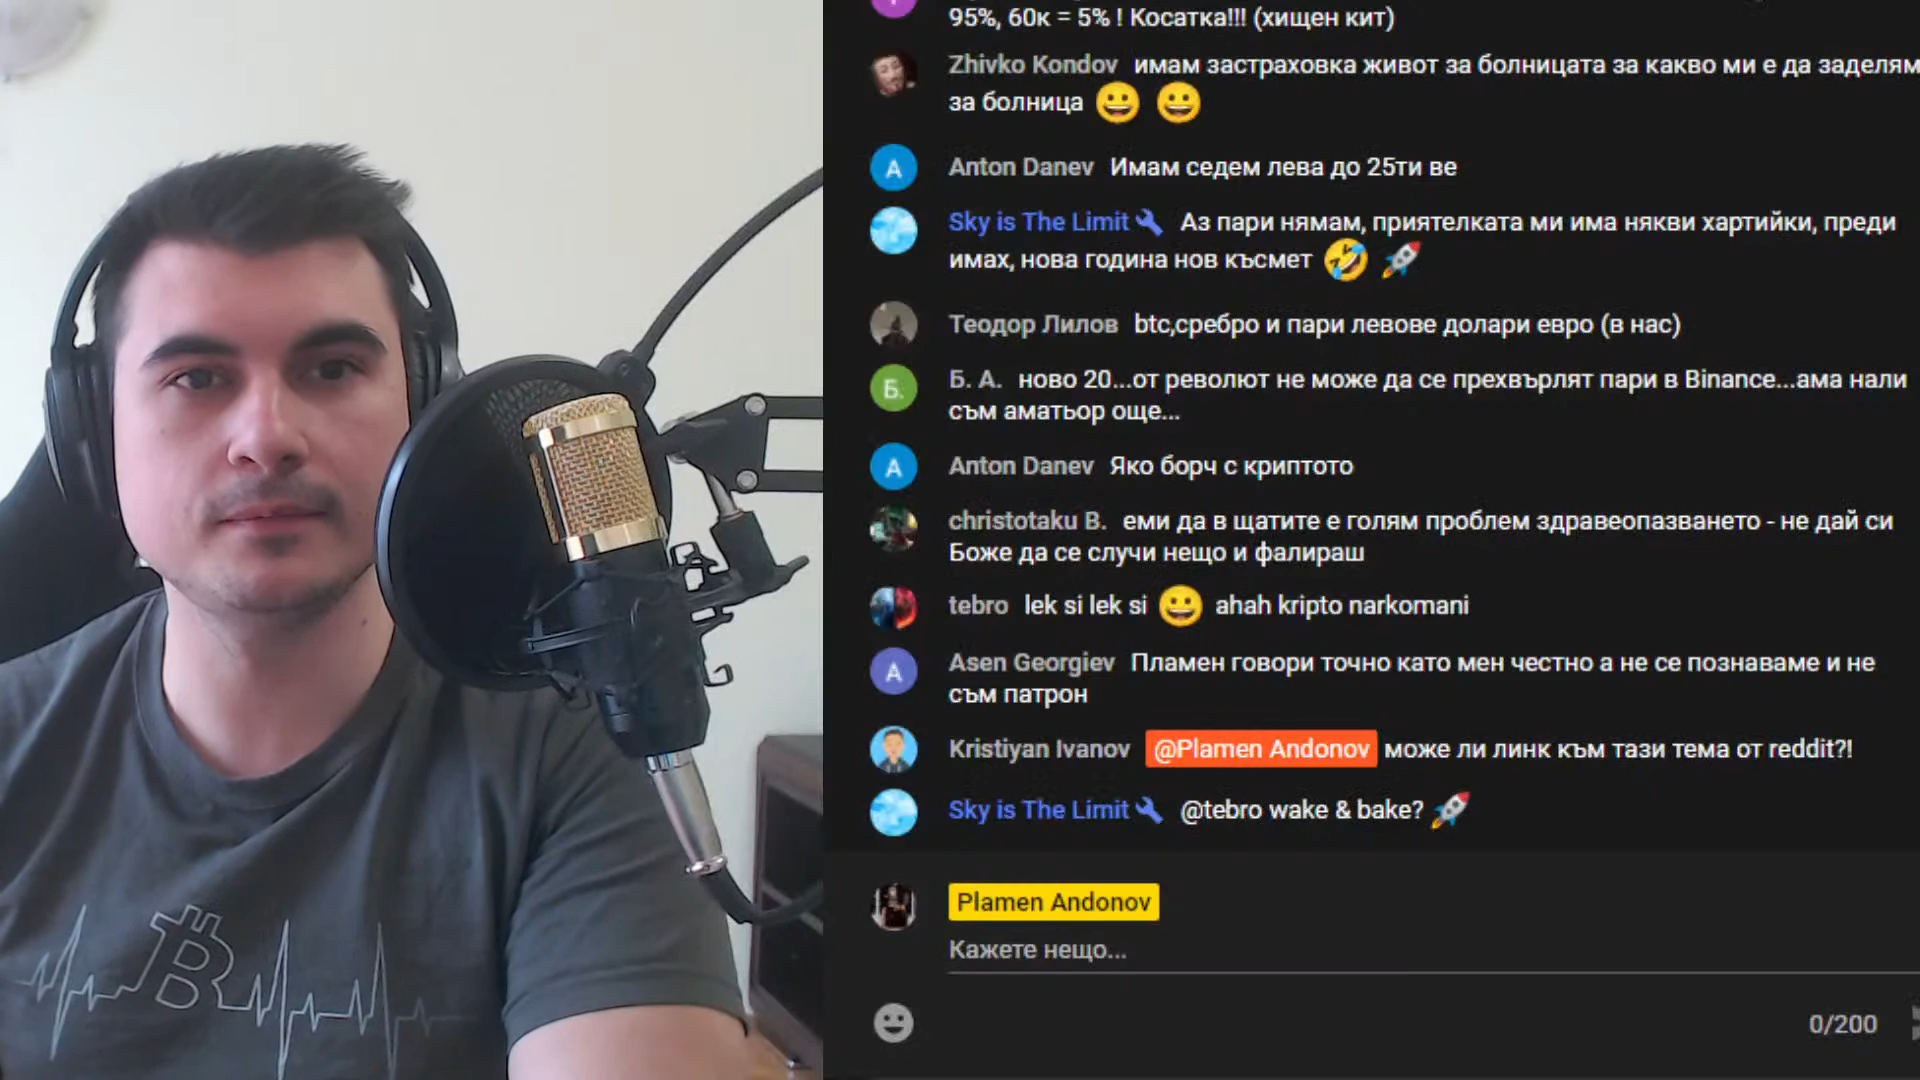 95%, 60к = 5% ! Косатка!!! (хищен кит)
Zhivko Kondov имам застраховка живот за болницата за какво ми е да заделям
за болница
Anton Danev Имам седем лева до 25ти ве
Sky is The Limit Аз пари нямам, приятелката ми има някви хартийки, преди
имах, нова година нов късмет
Теодор Лилов btc,сребро и пари левове долари евро (в нас)
Б. А. ново 20...от револют не може да се прехвърлят пари в Binance...ама нали
съм аматьор още...
Anton Danev Яко борч с криптото
christotaku B. еми да в щатите е голям проблем здравеопазването - не дай си
Боже да се случи нещо и фалираш
tebro lek si lek si ahah kripto narkomani
Asen Georgiev Пламен говори точно като мен честно а не се познаваме и не
съм патрон
Kristiyan Ivanov @Plamen Andonov може ли линк към тази тема от reddit?!
Sky is The Limit @tebro wake & bake?
Plamen Andonov
Кажете нещо...
0/200